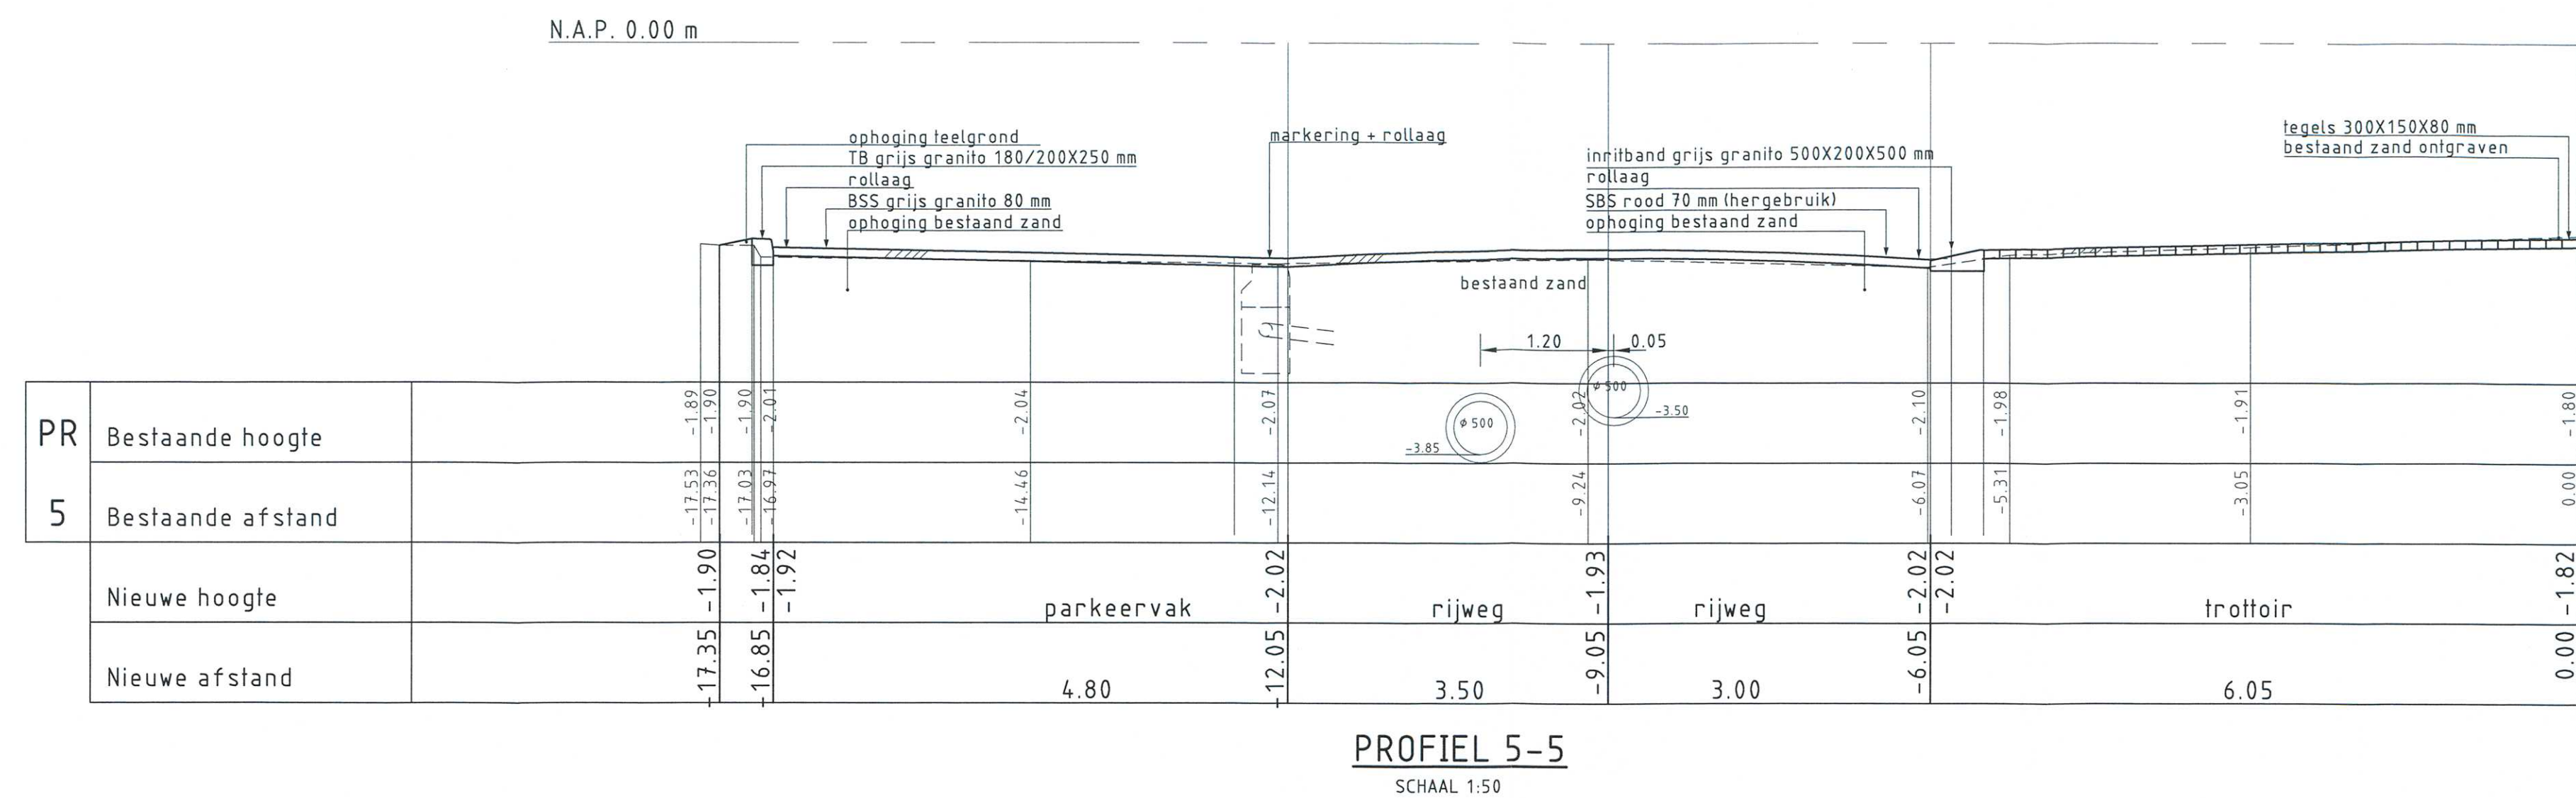 N.A.P. 0.00 m
ophoging teelgrond
TB grijs granito 180/200X250 mm
rollaag
BSS grijs granito 80 mm
ophoging bestaand zand
markering + rollaag
inritband grijs granito 500X200X500 mm
rollaag
SBS rood 70 mm (hergebruik)
ophoging bestaand zand
tegels 300X150X80 mm
bestaand zand ontgraven
bestaand zand
1.20
0.05
ϕ 500
-3.50
ϕ 500
-3.85
PR
5
Bestaande hoogte
-1.89
-1.90
-1.90
-2.01
-2.04
-2.07
-2.02
-2.10
-1.98
-1.91
-1.80
Bestaande afstand
-17.53
-17.36
-17.03
-16.97
-14.46
-12.14
-9.24
-6.07
-5.31
-3.05
0.00
Nieuwe hoogte
-1.90
-1.84
-1.92
parkeervak
-2.02
rijweg
-1.93
rijweg
-2.02
-2.02
trottoir
-1.82
Nieuwe afstand
-17.35
-16.85
4.80
-12.05
3.50
-9.05
3.00
-6.05
6.05
0.00
PROFIEL 5-5
SCHAAL 1:50